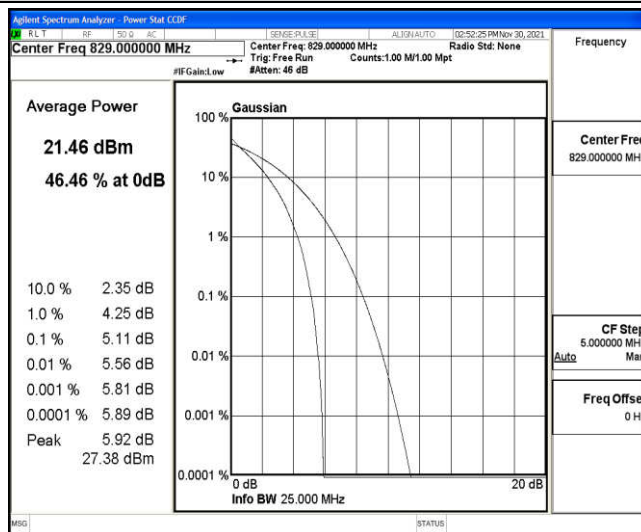 Agilent Spectrum Analyzer - Power Stat CCDF
RLT RF 50 Ω AC SENSE:PULSE ALIGNAUTO 02:52:25 PM Nov 30, 2021
Center Freq 829.000000 MHz
Center Freq: 829.000000 MHz Radio Std: None
Trig: Free Run Counts:1.00 M/1.00 Mpt
#IFGain:Low #Atten: 46 dB
Frequency
Average Power
21.46 dBm
46.46 % at 0dB
10.0 % 2.35 dB
1.0 % 4.25 dB
0.1 % 5.11 dB
0.01 % 5.56 dB
0.001 % 5.81 dB
0.0001 % 5.89 dB
Peak 5.92 dB
27.38 dBm
Gaussian
100 %
10 %
1 %
0.1 %
0.01 %
0.001 %
0.0001 %
0 dB 20 dB
Info BW 25.000 MHz
Center Freq
829.000000 MH
CF Step
5.000000 MH
Auto Ma
Freq Offse
0 H
MSG STATUS